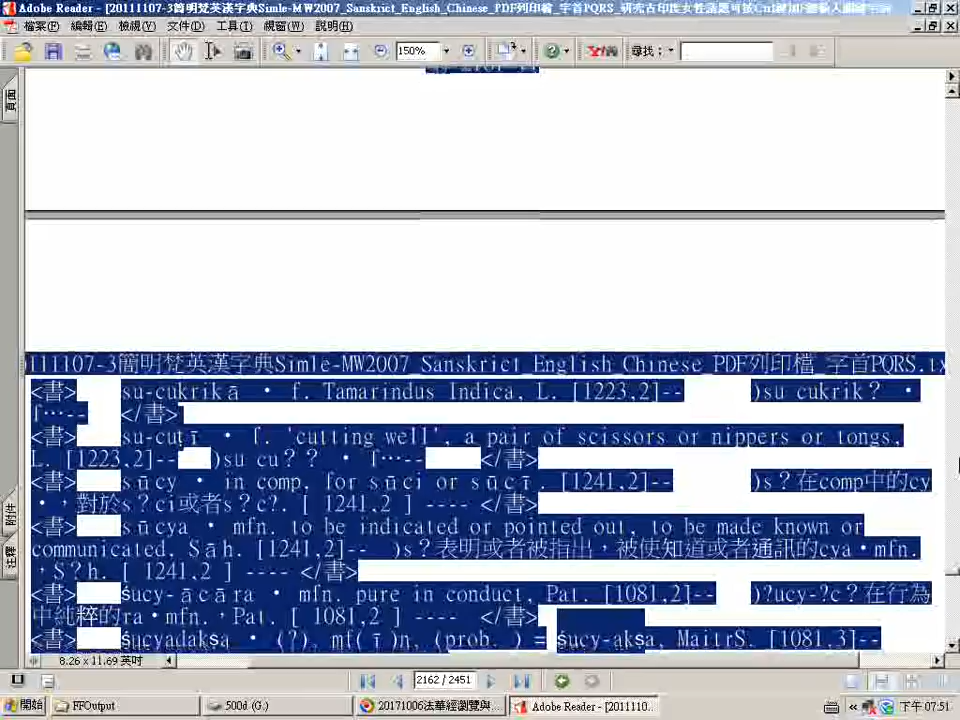 Adobe Reader - [20111107-3簡明梵英漢字典Simle-MW2007_Sanskrict_English_Chinese_PDF列印檔_字首PQRS_研究古印度女性議題可按Ctrl鍵加F鍵輸入關鍵字詞
檔案(F) 編輯(E) 檢視(V) 文件(D) 工具(T) 視窗(W) 說明(H)
150% 尋找：
頁面
111107-3簡明梵英漢字典Simle-MW2007_Sanskrict_English_Chinese_PDF列印檔_字首PQRS.tx
<書> su-cukrikā ‧ f. Tamarindus Indica, L. [1223,2]-- )su cukrik？ ‧
f…-- </書>
<書> su-cuṭī ‧ f. 'cutting well', a pair of scissors or nippers or tongs,
L. [1223,2]-- )su cu？？ ‧ f…-- </書>
<書> sūcy ‧ in comp. for sūci or sūcī. [1241,2]-- )s？在comp中的cy
‧，對於s？ci或者s？c?. [ 1241,2 ] ---- </書>
<書> sūcya ‧ mfn. to be indicated or pointed out, to be made known or
communicated, Sāh. [1241,2]-- )s？表明或者被指出，被使知道或者通訊的cya‧mfn.
，S？h. [ 1241,2 ] ---- </書>
<書> śucy-ācāra ‧ mfn. pure in conduct, Pat. [1081,2]-- )?ucy-?c？在行為
中純粹的ra‧mfn.，Pat. [ 1081,2 ] ---- </書>
<書> śucyadakṣa ‧ (?), mf(ī)n, (prob. ) = śucy-akṣa, MaitrS. [1081,3]--
附件
註釋
8.26 x 11.69 英吋
2162 / 2451
開始 FFOutput 500d (G:) 20171006法華經瀏覽與... Adobe Reader - [2011110... 下午 07:51